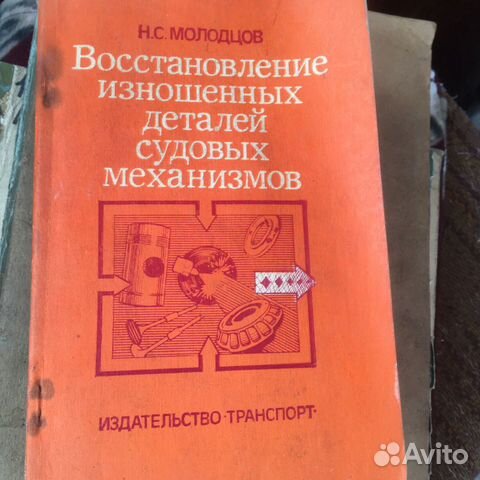 Н.С. МОЛОДЦОВ
Восстановление
изношенных
деталей
судовых
механизмов
ИЗДАТЕЛЬСТВО·ТРАНСПОРТ·
Avito